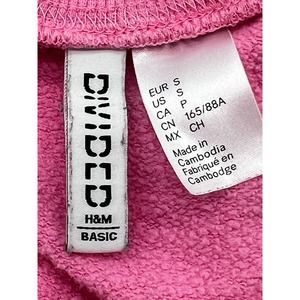 DIVIDED
H&M
BASIC
EUR S
US S
CA P
CN 165/88A
MX CH
Made in
Cambodia
Fabriqué en
Cambodge